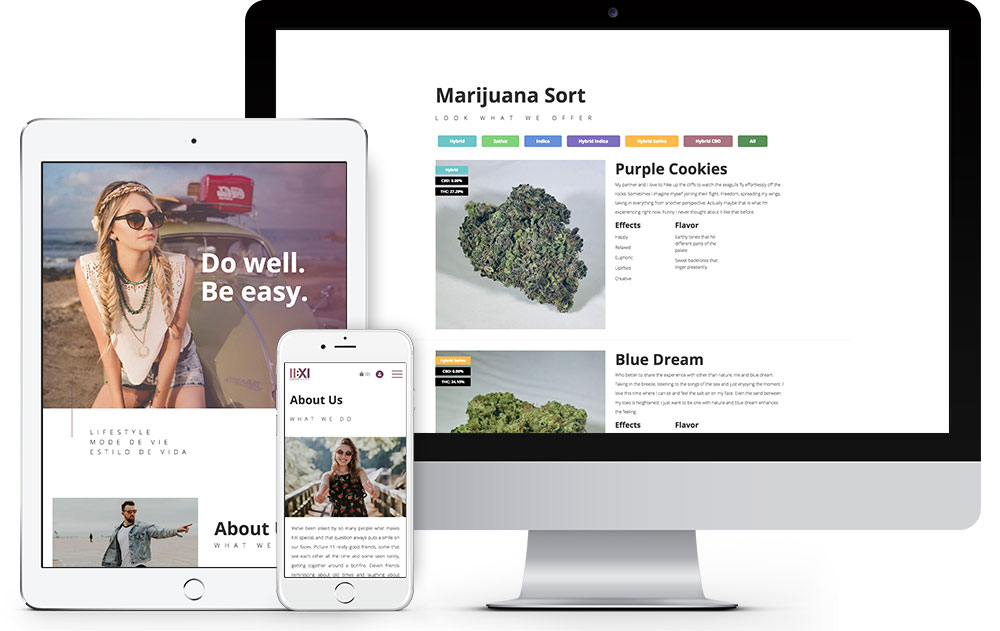 Marijuana Sort
LOOK WHAT WE OFFER
Hybrid
Sativa
Indica
Hybrid Indica
Hybrid Sativa
Hybrid CBD
All
Hybrid
CBD: 0.00%
THC: 27.29%
Purple Cookies
My partner and I love to hike up the cliffs to watch the seagulls fly effortlessly off the
rocks. Sometimes I imagine myself joining their flight. Freedom, spreading my wings,
taking in everything from another perspective. Actually maybe that is what I'm
experiencing right now. Funny I never thought about it like that before.
Effects
Happy
Relaxed
Euphoric
Uplifted
Creative
Flavor
Earthy tones that hit
different parts of the
palate
Sweet backnotes that
linger pleasantly
Hybrid Sativa
CBD: 0.00%
THC: 24.10%
Blue Dream
Who better to share the experience with other than nature, me and blue dream.
Taking in the breeze, listening to the songs of the sea and just enjoying the moment. I
love this time where I can sit and feel the salt air on my face. Even the sand between
my toes is heightened. I just want to be one with nature and blue dream enhances
the feeling.
Effects
Flavor
Do well.
Be easy.
LIFESTYLE
MODE DE VIE
ESTILO DE VIDA
About
WHAT WE
II:XI
About Us
WHAT WE DO
We've been asked by so many people what makes
II:XI special, and that question always puts a smile on
our faces. Picture 11 really good friends, some that
see each other all the time and some seen rarely,
getting together around a bonfire. Eleven friends
reminiscing about old times and laughing about